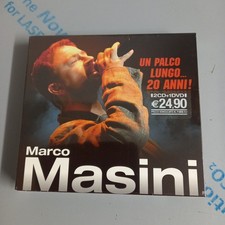 UN PALCO
LUNGO...
20 ANNI!
2CD+1DVD
€24.90
Marco
Masini